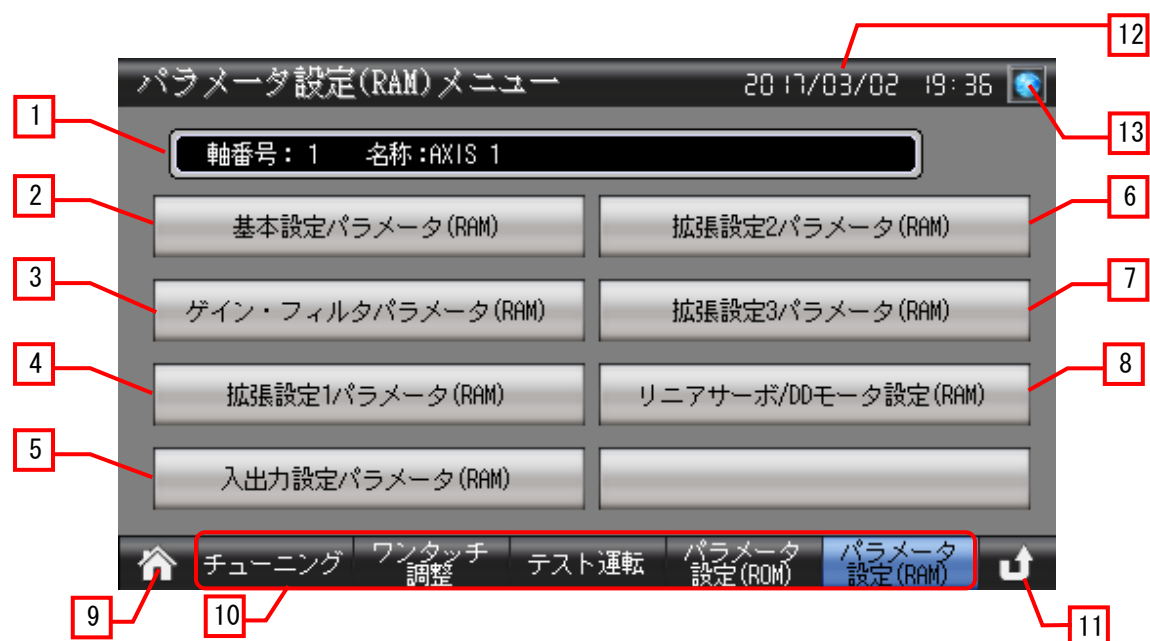 12
パラメータ設定(RAM)メニュー 2017/03/02 19:36
13
1
軸番号： 1 名称:AXIS 1
2
基本設定パラメータ(RAM)
拡張設定2パラメータ(RAM)
6
3
ゲイン・フィルタパラメータ(RAM)
拡張設定3パラメータ(RAM)
7
4
拡張設定1パラメータ(RAM)
リニアサーボ/DDモータ設定(RAM)
8
5
入出力設定パラメータ(RAM)
チューニング
ワンタッチ
調整
テスト運転
パラメータ
設定(ROM)
パラメータ
設定(RAM)
9
10
11